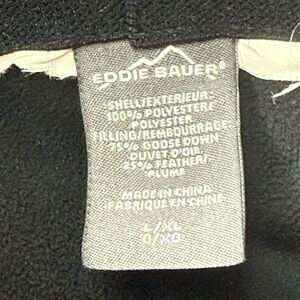 EDDIE BAUER®
SHELL/EXTERIEUR:
100% POLYESTER/
POLYESTER
FILLING/REMBOURRAGE:
75% GOOSE DOWN/
DUVET D'OIE
25% FEATHER/
PLUME
MADE IN CHINA
FABRIQUE EN CHINE
L/XL
G/XG